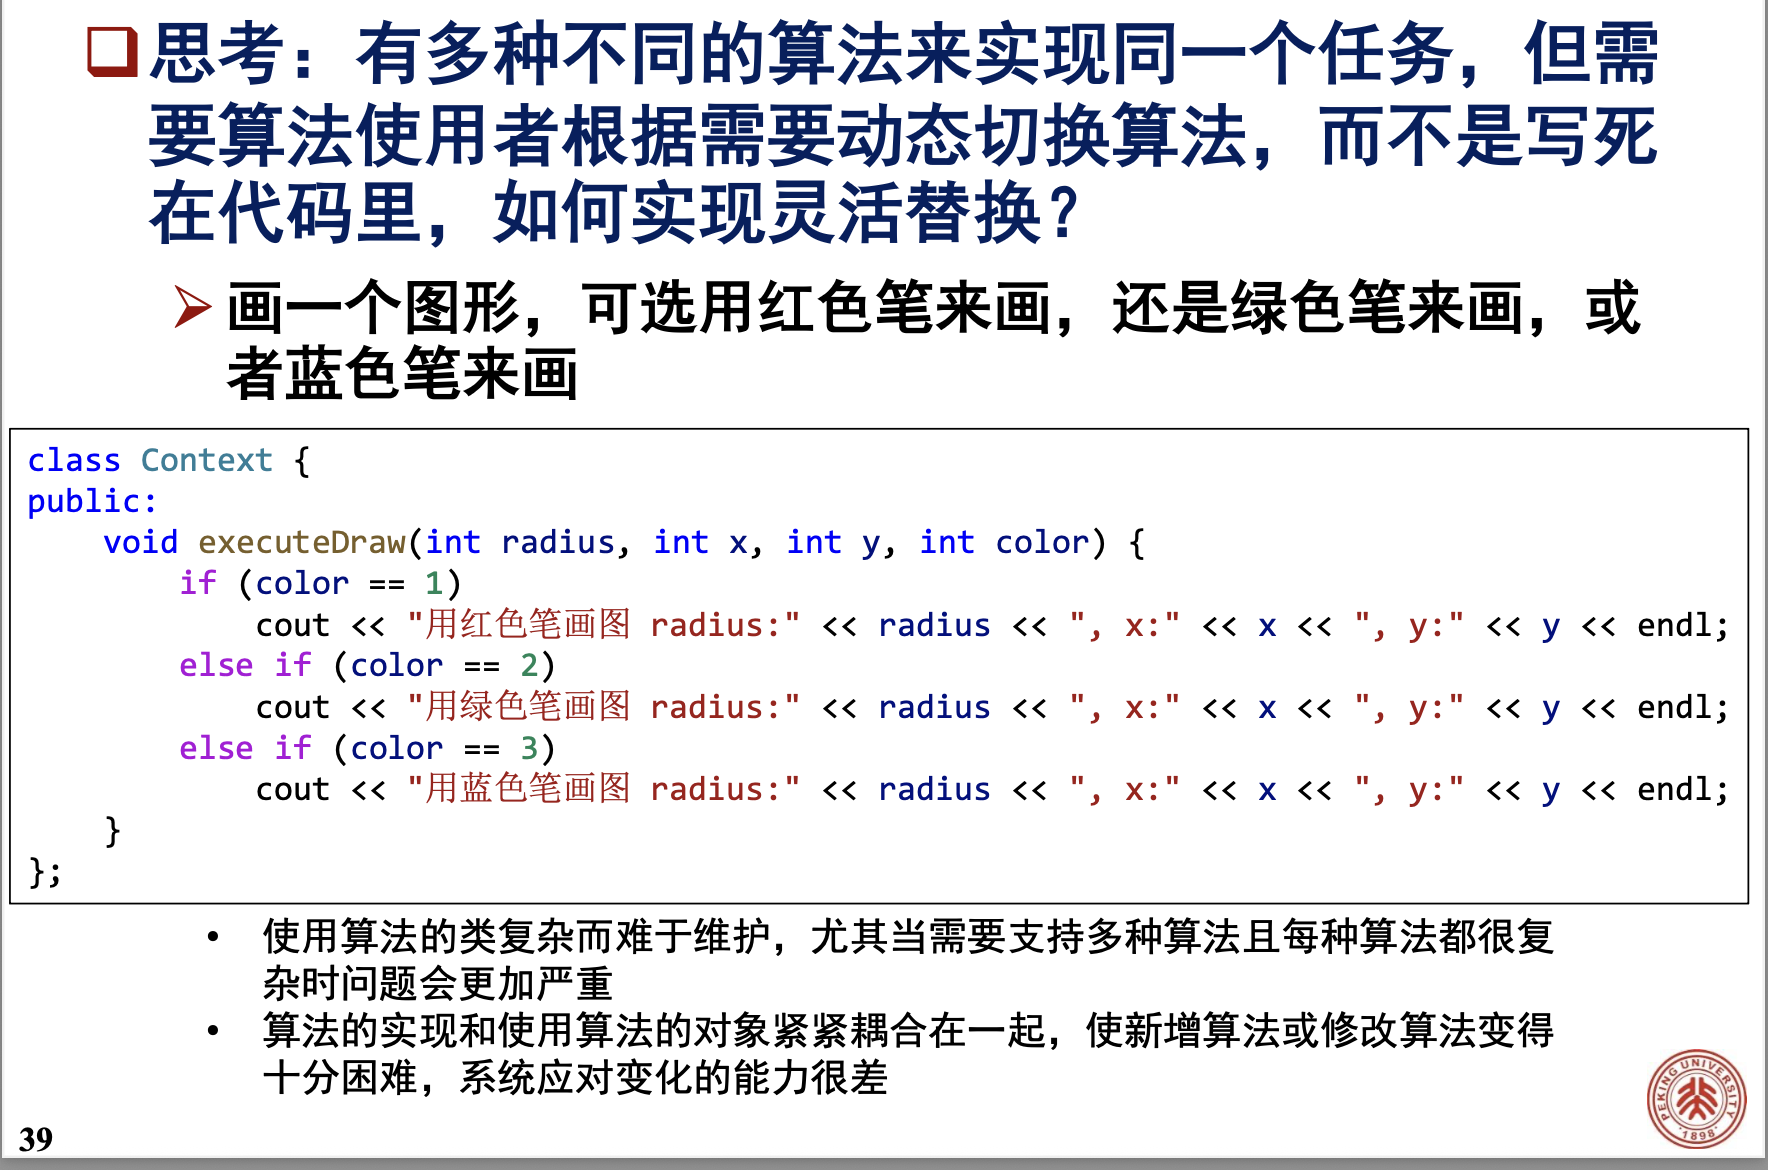 思考：有多种不同的算法来实现同一个任务，但需
要算法使用者根据需要动态切换算法，而不是写死
在代码里，如何实现灵活替换？
画一个图形，可选用红色笔来画，还是绿色笔来画，或
者蓝色笔来画
class Context {
public:
    void executeDraw(int radius, int x, int y, int color) {
        if (color == 1)
            cout << "用红色笔画图 radius:" << radius << ", x:" << x << ", y:" << y << endl;
        else if (color == 2)
            cout << "用绿色笔画图 radius:" << radius << ", x:" << x << ", y:" << y << endl;
        else if (color == 3)
            cout << "用蓝色笔画图 radius:" << radius << ", x:" << x << ", y:" << y << endl;
    }
};
• 使用算法的类复杂而难于维护，尤其当需要支持多种算法且每种算法都很复
杂时问题会更加严重
• 算法的实现和使用算法的对象紧紧耦合在一起，使新增算法或修改算法变得
十分困难，系统应对变化的能力很差
PEKING UNIVERSITY
1898
39